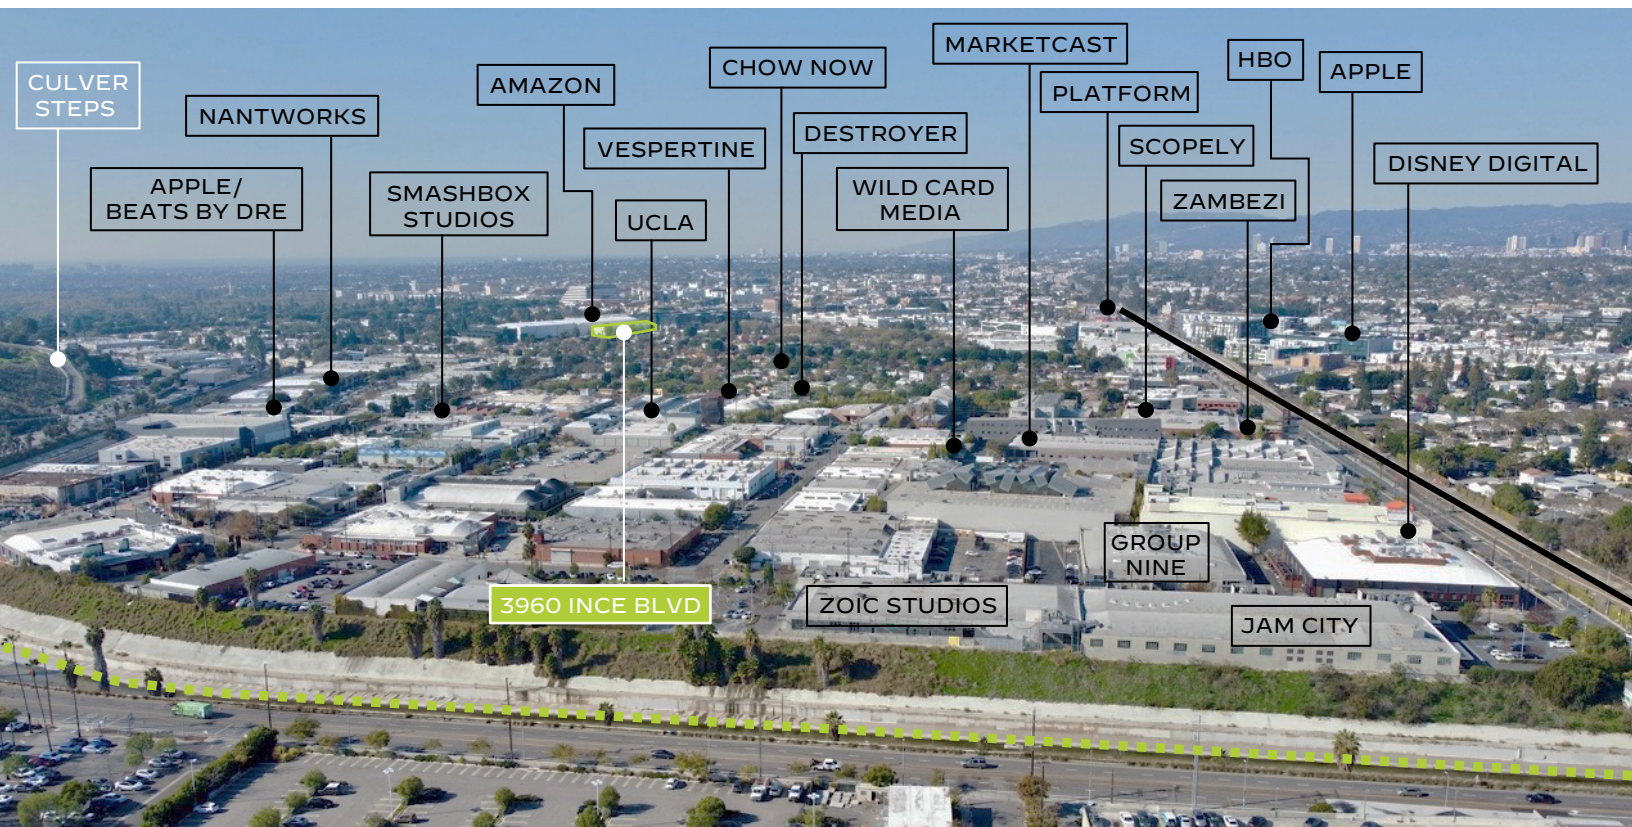 CULVER
STEPS
NANTWORKS
APPLE/
BEATS BY DRE
SMASHBOX
STUDIOS
AMAZON
VESPERTINE
UCLA
CHOW NOW
DESTROYER
WILD CARD
MEDIA
MARKETCAST
PLATFORM
SCOPELY
ZAMBEZI
HBO
APPLE
DISNEY DIGITAL
3960 INCE BLVD
ZOIC STUDIOS
GROUP
NINE
JAM CITY